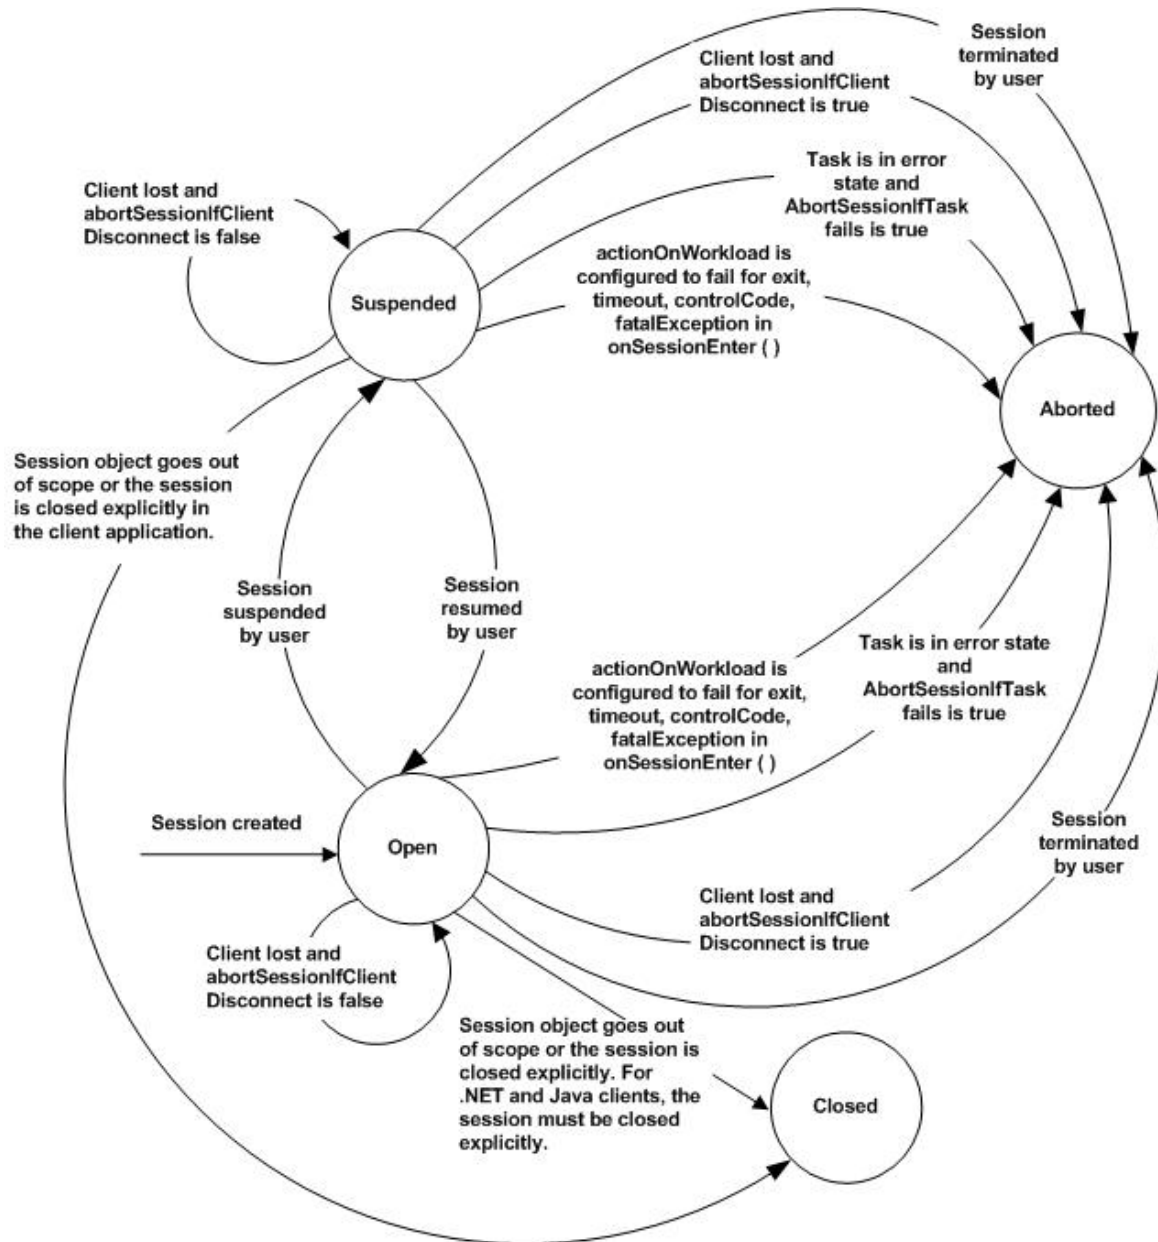 Session
terminated
by user
Client lost and
abortSessionIfClient
Disconnect is true
Task is in error
state and
AbortSessionIfTask
fails is true
Client lost and
abortSessionIfClient
Disconnect is false
actionOnWorkload is
configured to fail for exit,
timeout, controlCode,
fatalException in
onSessionEnter ( )
Suspended
Aborted
Session object goes out
of scope or the session
is closed explicitly in
the client application.
Session
suspended
by user
Session
resumed
by user
actionOnWorkload is
configured to fail for exit,
timeout, controlCode,
fatalException in
onSessionEnter ( )
Task is in error state
and
AbortSessionIfTask
fails is true
Session created
Open
Session
terminated
by user
Client lost and
abortSessionIfClient
Disconnect is true
Client lost and
abortSessionIfClient
Disconnect is false
Session object goes out
of scope or the session is
closed explicitly. For
.NET and Java clients, the
session must be closed
explicitly.
Closed